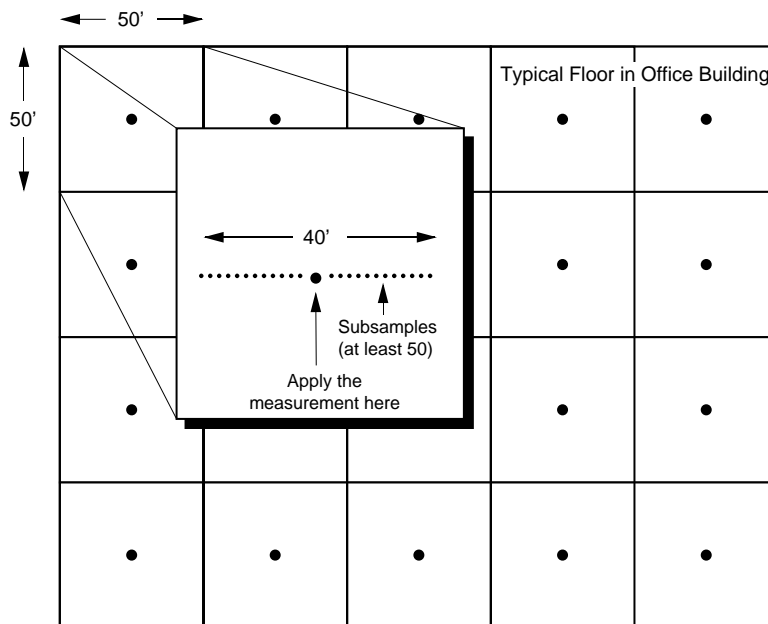 50’
Typical Floor in Office Building
50’
40’
Subsamples
(at least 50)
Apply the
measurement here